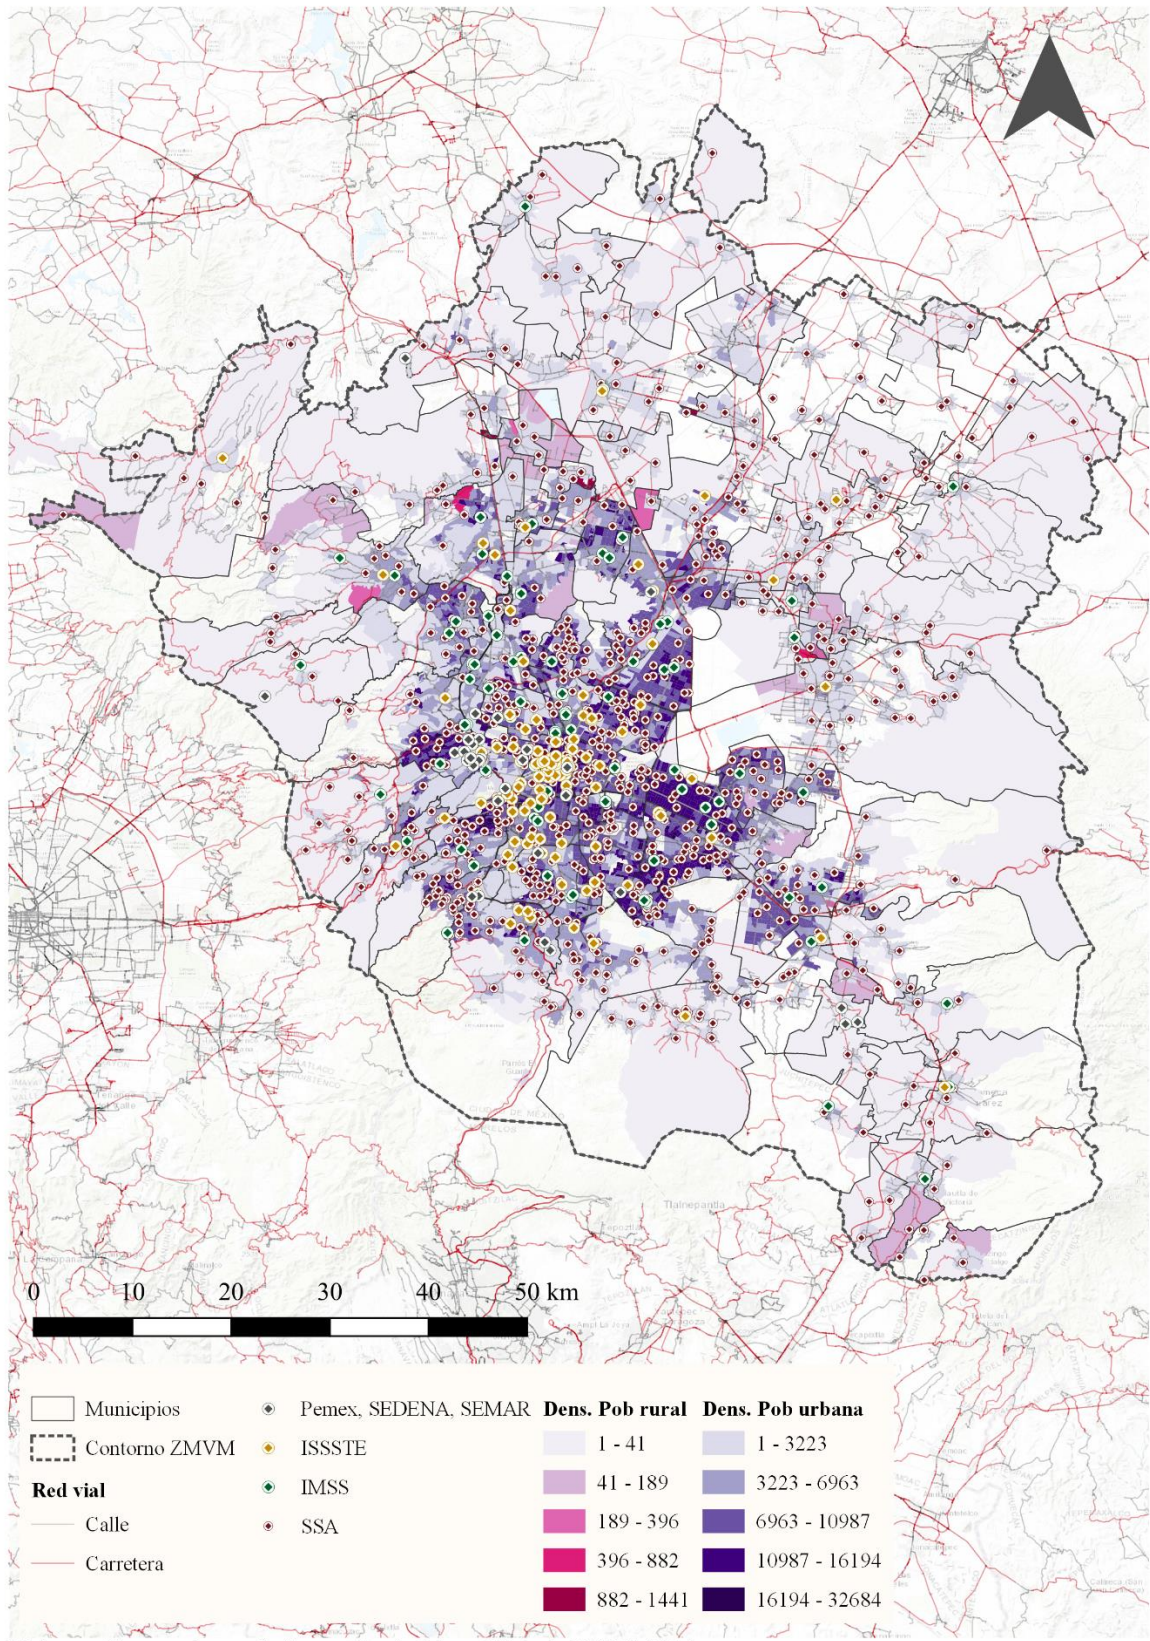 Tlalnepantla
0 10 20 30 40 50 km
Municipios
Contorno ZMVM
Red vial
Calle
Carretera
Pemex, SEDENA, SEMAR
ISSSTE
IMSS
SSA
Dens. Pob rural
1 - 41
41 - 189
189 - 396
396 - 882
882 - 1441
Dens. Pob urbana
1 - 3223
3223 - 6963
6963 - 10987
10987 - 16194
16194 - 32684